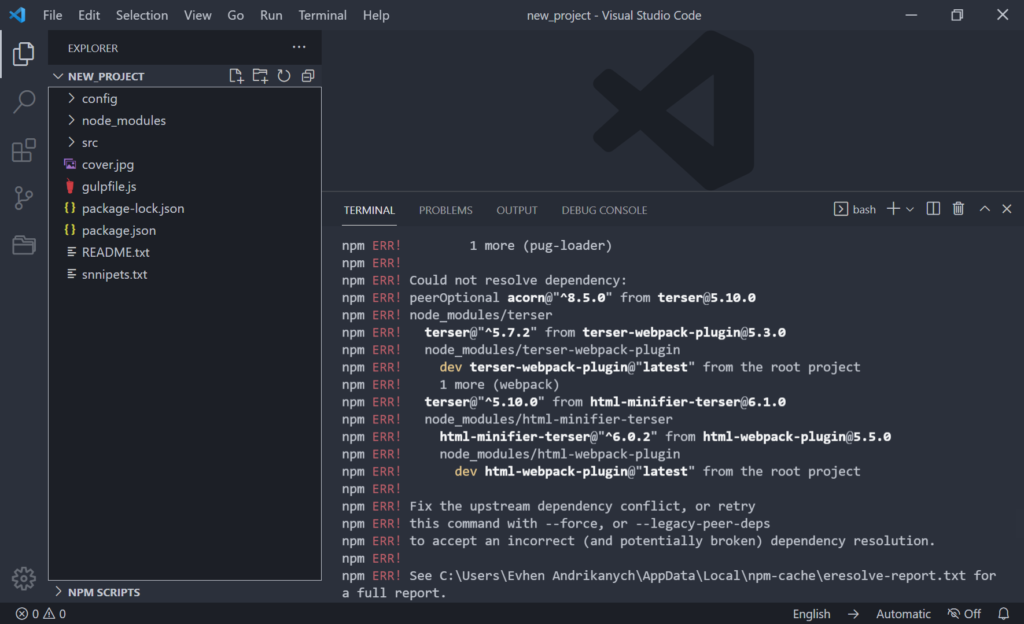 File Edit Selection View Go Run Terminal Help
new_project - Visual Studio Code
EXPLORER
NEW_PROJECT
config
node_modules
src
cover.jpg
gulpfile.js
package-lock.json
package.json
README.txt
snnipets.txt
NPM SCRIPTS
TERMINAL PROBLEMS OUTPUT DEBUG CONSOLE
bash
npm ERR! 1 more (pug-loader)
npm ERR!
npm ERR! Could not resolve dependency:
npm ERR! peerOptional acorn@"^8.5.0" from terser@5.10.0
npm ERR! node_modules/terser
npm ERR! terser@"^5.7.2" from terser-webpack-plugin@5.3.0
npm ERR! node_modules/terser-webpack-plugin
npm ERR! dev terser-webpack-plugin@"latest" from the root project
npm ERR! 1 more (webpack)
npm ERR! terser@"^5.10.0" from html-minifier-terser@6.1.0
npm ERR! node_modules/html-minifier-terser
npm ERR! html-minifier-terser@"^6.0.2" from html-webpack-plugin@5.5.0
npm ERR! node_modules/html-webpack-plugin
npm ERR! dev html-webpack-plugin@"latest" from the root project
npm ERR!
npm ERR! Fix the upstream dependency conflict, or retry
npm ERR! this command with --force, or --legacy-peer-deps
npm ERR! to accept an incorrect (and potentially broken) dependency resolution.
npm ERR!
npm ERR! See C:\Users\Evhen Andrikanych\AppData\Local\npm-cache\eresolve-report.txt for
a full report.
0 0
English → Automatic Off